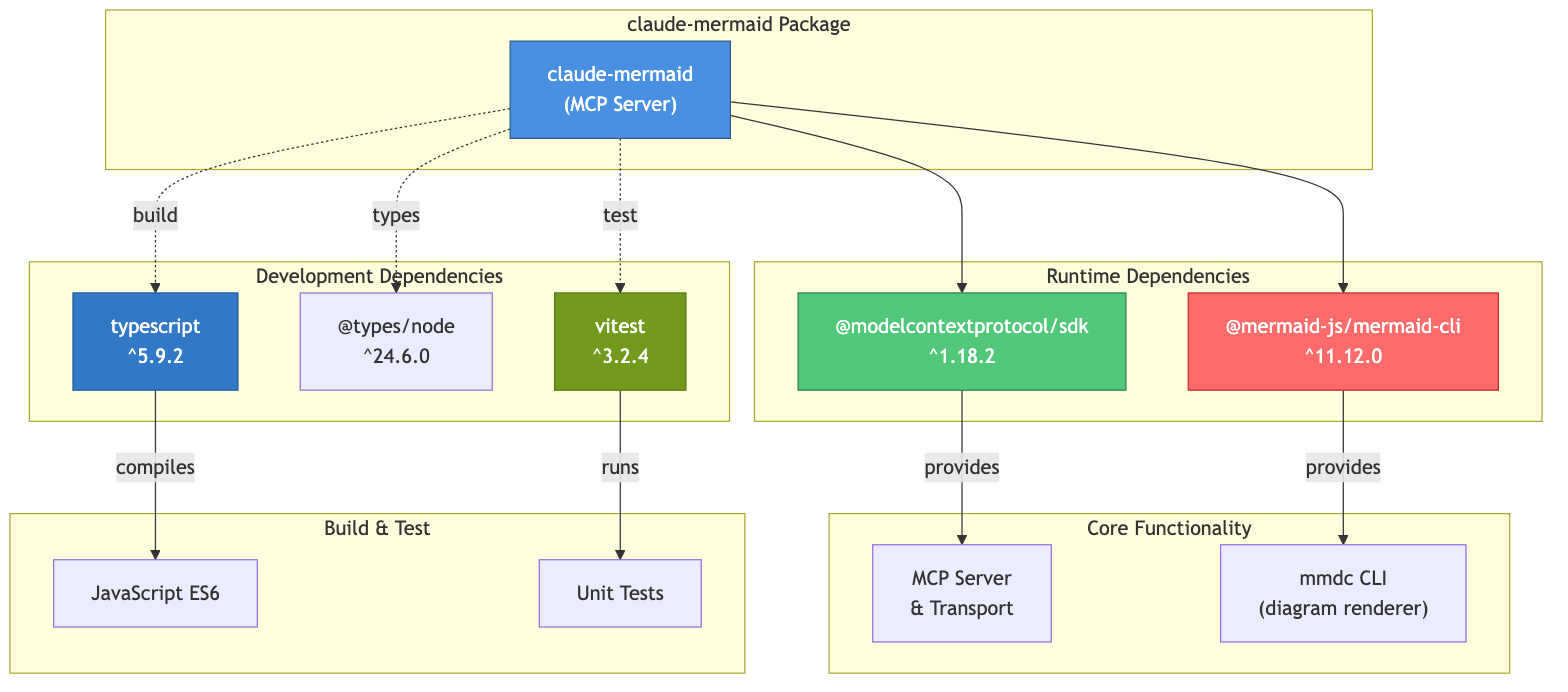 claude-mermaid Package
claude-mermaid
(MCP Server)
build
types
test
Development Dependencies
Runtime Dependencies
typescript
^5.9.2
@types/node
^24.6.0
vitest
^3.2.4
@modelcontextprotocol/sdk
^1.18.2
@mermaid-js/mermaid-cli
^11.12.0
compiles
runs
provides
provides
Build & Test
Core Functionality
JavaScript ES6
Unit Tests
MCP Server
& Transport
mmdc CLI
(diagram renderer)